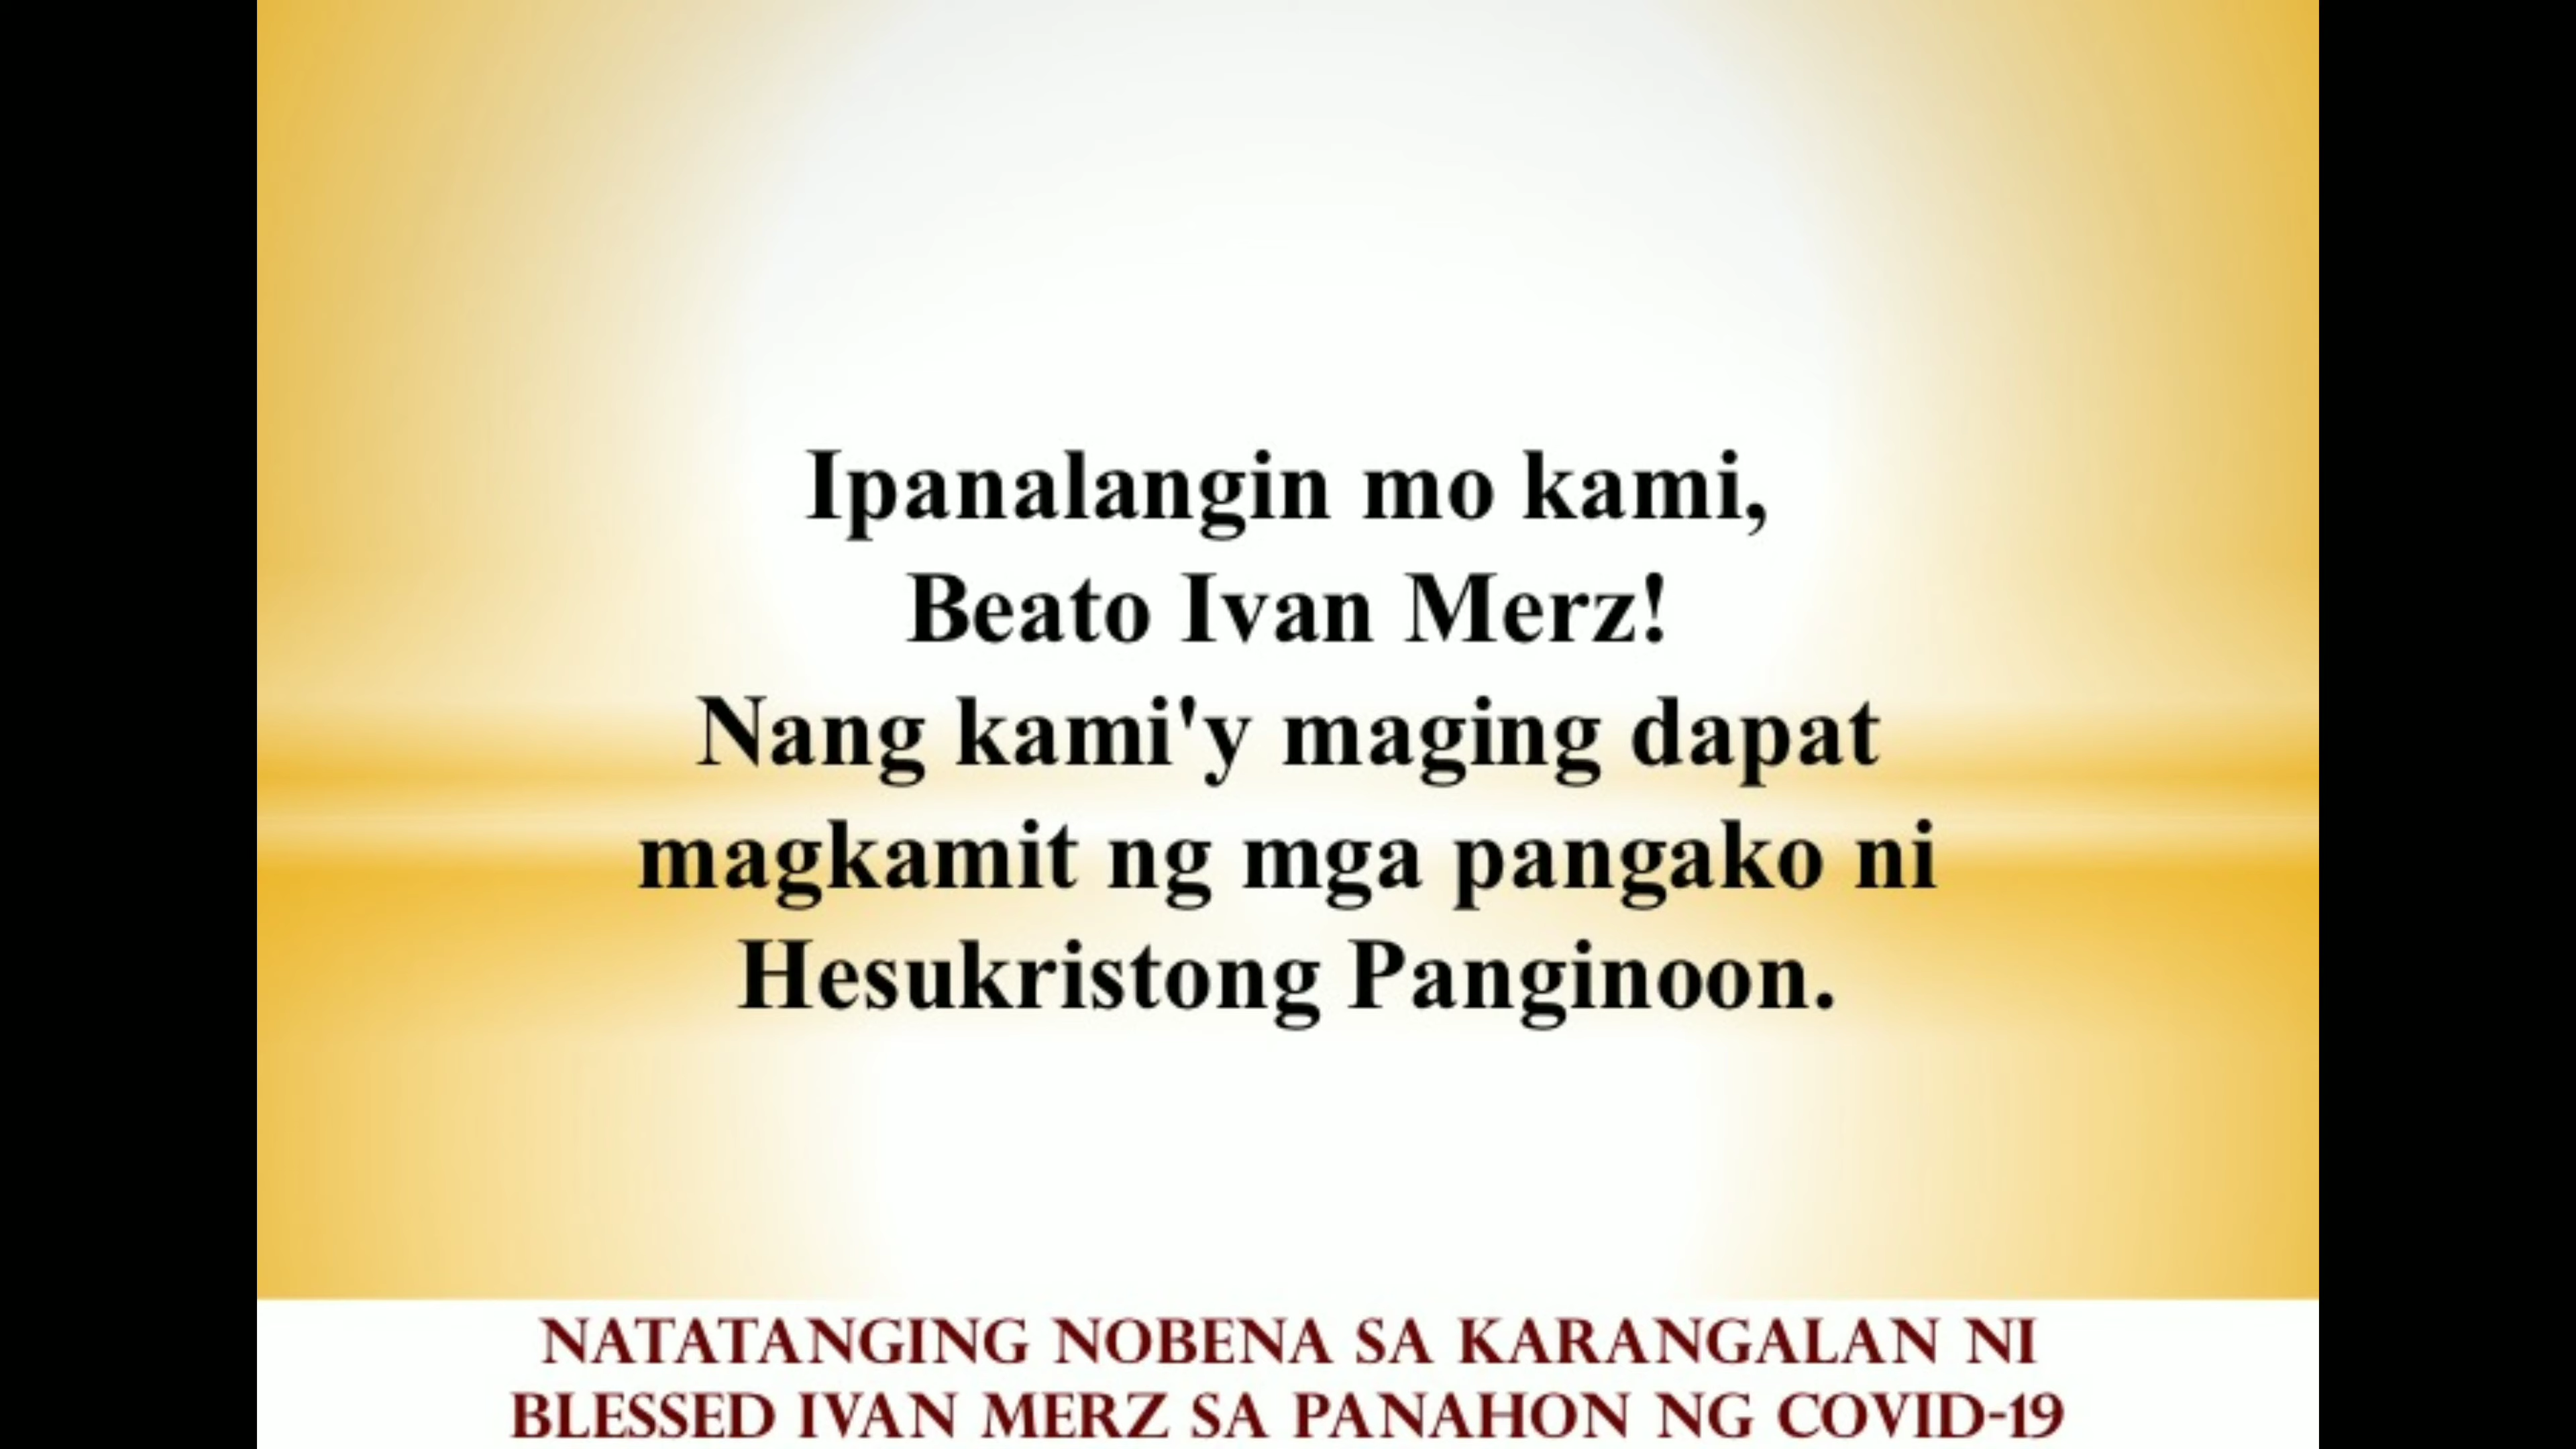 Ipanalangin mo kami,
Beato Ivan Merz!
Nang kami'y maging dapat
magkamit ng mga pangako ni
Hesukristong Panginoon.
NATATANGING NOBENA SA KARANGALAN NI
BLESSED IVAN MERZ SA PANAHON NG COVID-19